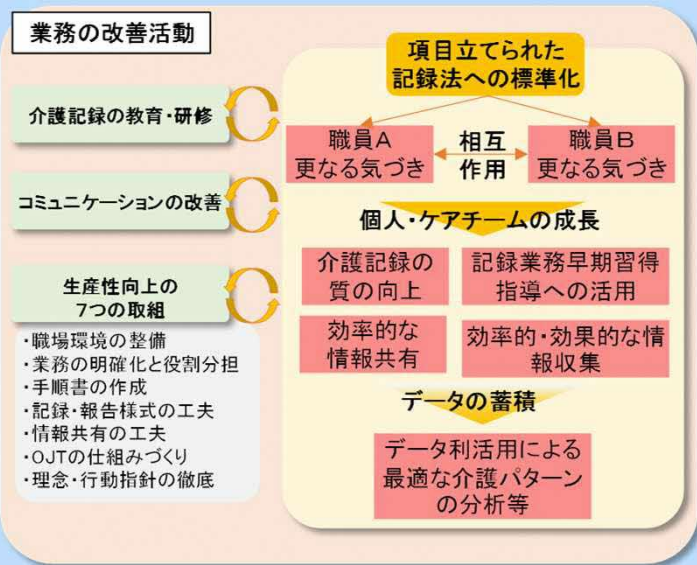 業務の改善活動
介護記録の教育・研修
コミュニケーションの改善
生産性向上の
7つの取組
・職場環境の整備
・業務の明確化と役割分担
・手順書の作成
・記録・報告様式の工夫
・情報共有の工夫
・OJTの仕組みづくり
・理念・行動指針の徹底
項目立てられた
記録法への標準化
職員A
更なる気づき
相互
作用
職員B
更なる気づき
個人・ケアチームの成長
介護記録の
質の向上
記録業務早期習得
指導への活用
効率的な
情報共有
効率的・効果的な情
報収集
データの蓄積
データ利活用による
最適な介護パターン
の分析等